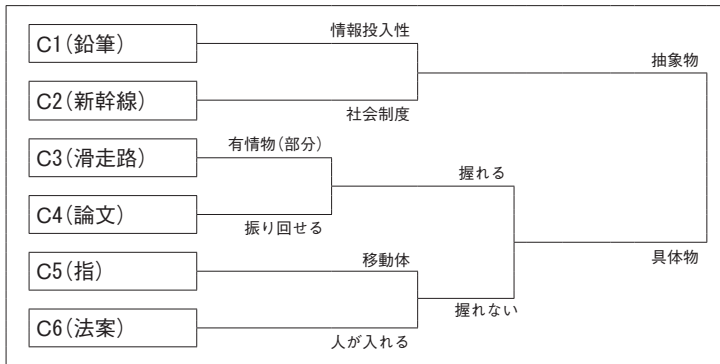 C1(鉛筆)
情報投入性
抽象物
C2(新幹線)
社会制度
C3(滑走路)
有情物(部分)
握れる
C4(論文)
振り回せる
C5(指)
移動体
具体物
握れない
C6(法案)
人が入れる